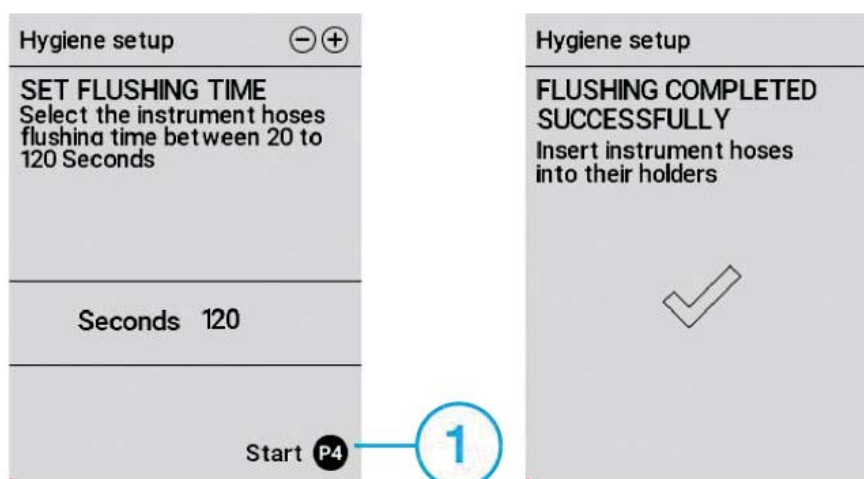 Hygiene setup
SET FLUSHING TIME
Select the instrument hoses
flushing time between 20 to
120 Seconds
Seconds 120
Start P4
1
Hygiene setup
FLUSHING COMPLETED
SUCCESSFULLY
Insert instrument hoses
into their holders